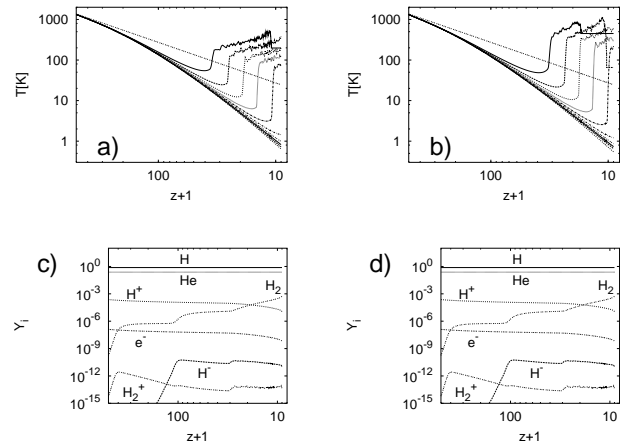 1000
100
10
1
T[K]
a)
100
10
z+1
1000
100
10
1
T[K]
b)
100
10
z+1
c)
10^0
10^-3
10^-6
10^-9
10^-12
10^-15
Y_i
H
He
H^+
H_2
e^-
H^-
H_2^+
100
10
z+1
d)
10^0
10^-3
10^-6
10^-9
10^-12
10^-15
Y_i
H
He
H^+
H_2
e^-
H^-
H_2^+
100
10
z+1